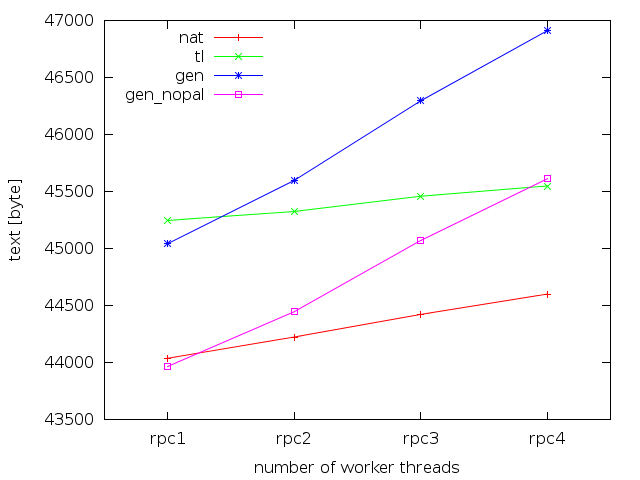 47000
46500
46000
45500
45000
44500
44000
43500
text [byte]
nat
tl
gen
gen_nopal
rpc1 rpc2 rpc3 rpc4
number of worker threads